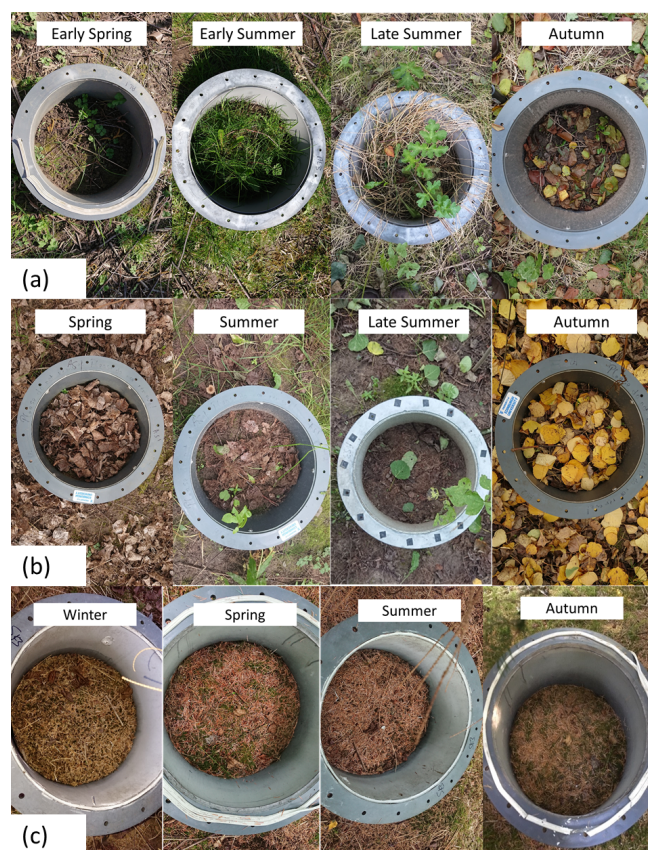 Early Spring
Early Summer
Late Summer
Autumn
(a)
Spring
Summer
Late Summer
Autumn
(b)
Winter
Spring
Summer
Autumn
(c)